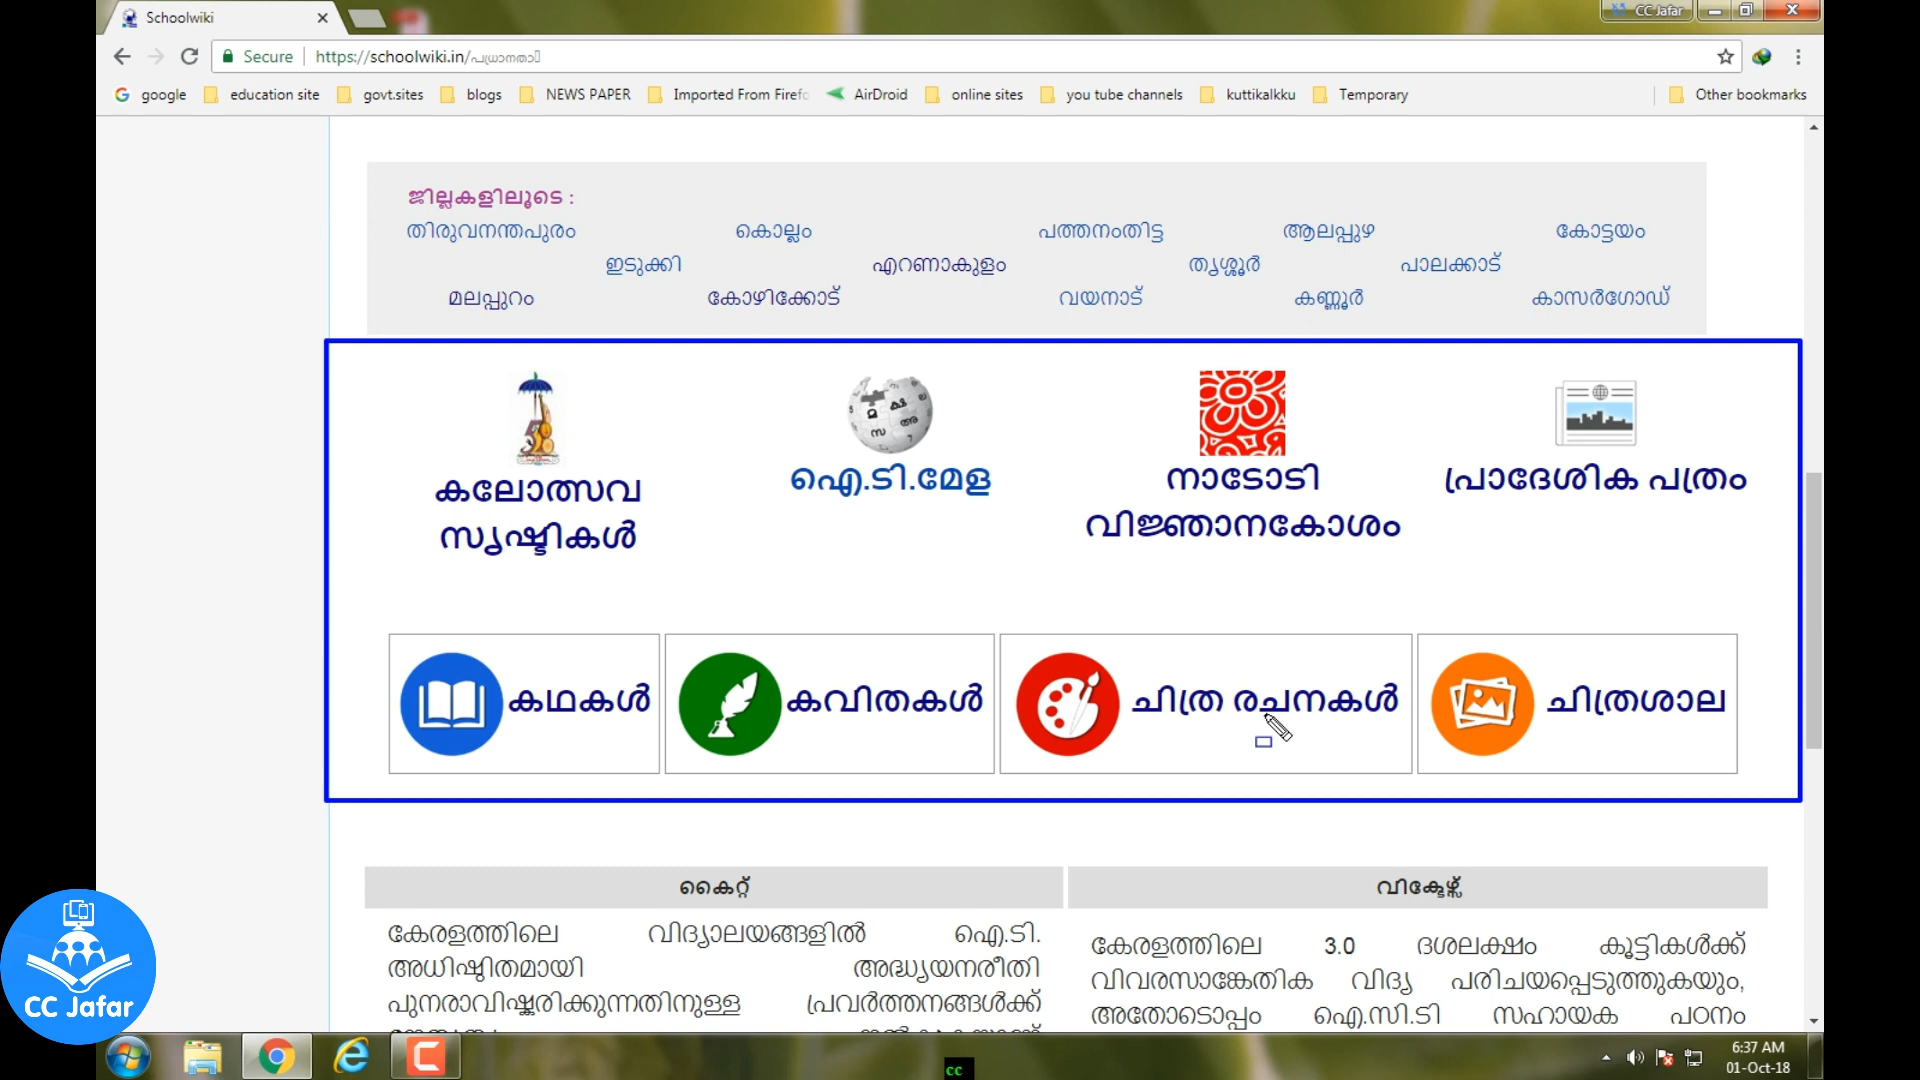 Schoolwiki
CC Jafar
Secure https://schoolwiki.in/
google education site govt.sites blogs NEWS PAPER Imported From Firefo AirDroid online sites you tube channels kuttikalkku Temporary Other bookmarks
ജില്ലകളിലൂടെ :
തിരുവനന്തപുരം കൊല്ലം പത്തനംതിട്ട ആലപ്പുഴ കോട്ടയം
ഇടുക്കി എറണാകുളം തൃശ്ശൂർ പാലക്കാട്
മലപ്പുറം കോഴിക്കോട് വയനാട് കണ്ണൂർ കാസർഗോഡ്
കലോത്സവ
സൃഷ്ടികൾ
ഐ.ടി.മേള
നാടോടി
വിജ്ഞാനകോശം
പ്രാദേശിക പത്രം
കഥകൾ കവിതകൾ ചിത്ര രചനകൾ ചിത്രശാല
കൈറ്റ്
കേരളത്തിലെ വിദ്യാലയങ്ങളിൽ ഐ.ടി.
അധിഷ്ഠിതമായി അദ്ധ്യയനരീതി
പുനരാവിഷ്ക്കരിക്കുന്നതിനുള്ള പ്രവർത്തനങ്ങൾക്ക്
വിക്ടേഴ്സ്
കേരളത്തിലെ 3.0 ദശലക്ഷം കുട്ടികൾക്ക്
വിവരസാങ്കേതിക വിദ്യ പരിചയപ്പെടുത്തുകയും,
അതോടൊപ്പം ഐ.സി.ടി സഹായക പഠനം
CC Jafar
cc
6:37 AM
01-Oct-18